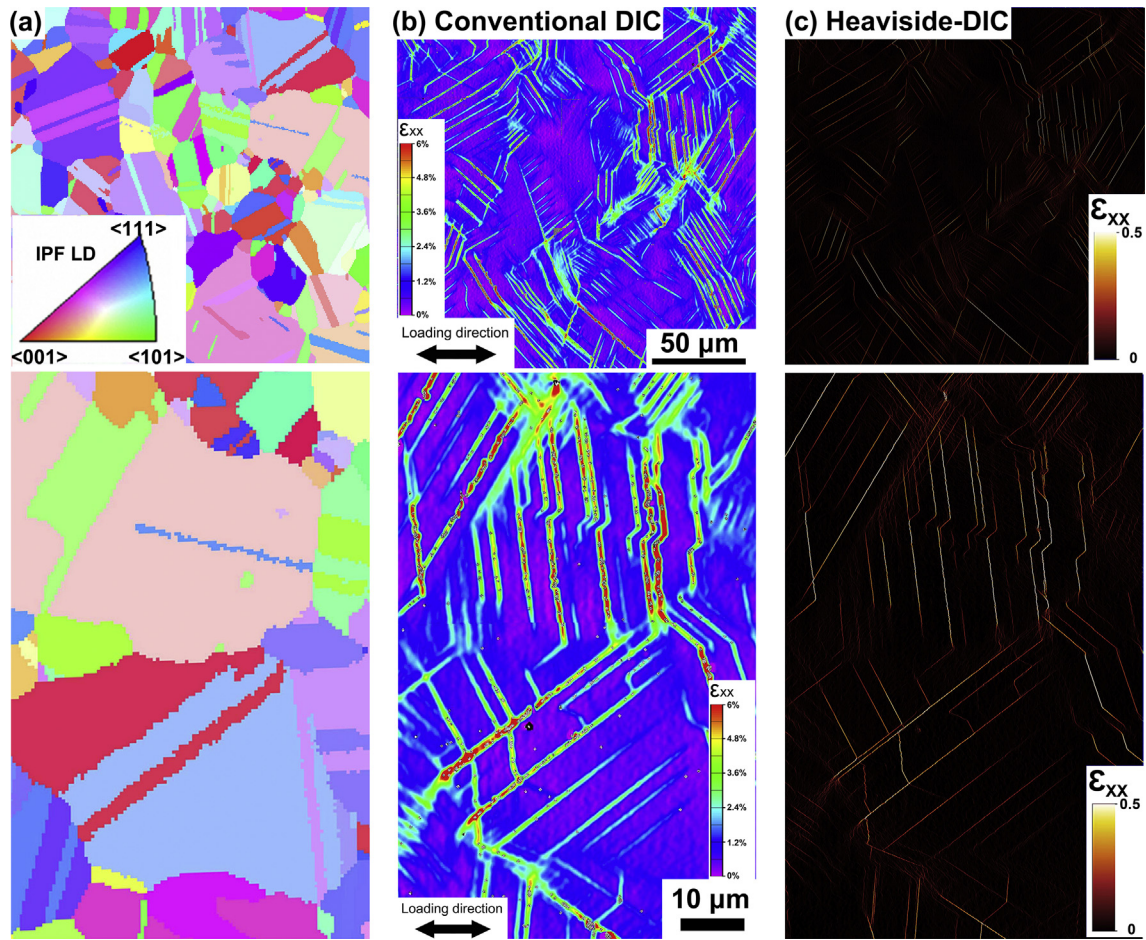 (a)
<111>
IPF LD
<001>
<101>
(b) Conventional DIC
εxx
6%
4.8%
3.6%
2.4%
1.2%
0%
Loading direction
50 μm
(c) Heaviside-DIC
εxx
0.5
0
εxx
6%
4.8%
3.6%
2.4%
1.2%
0%
Loading direction
10 μm
εxx
0.5
0